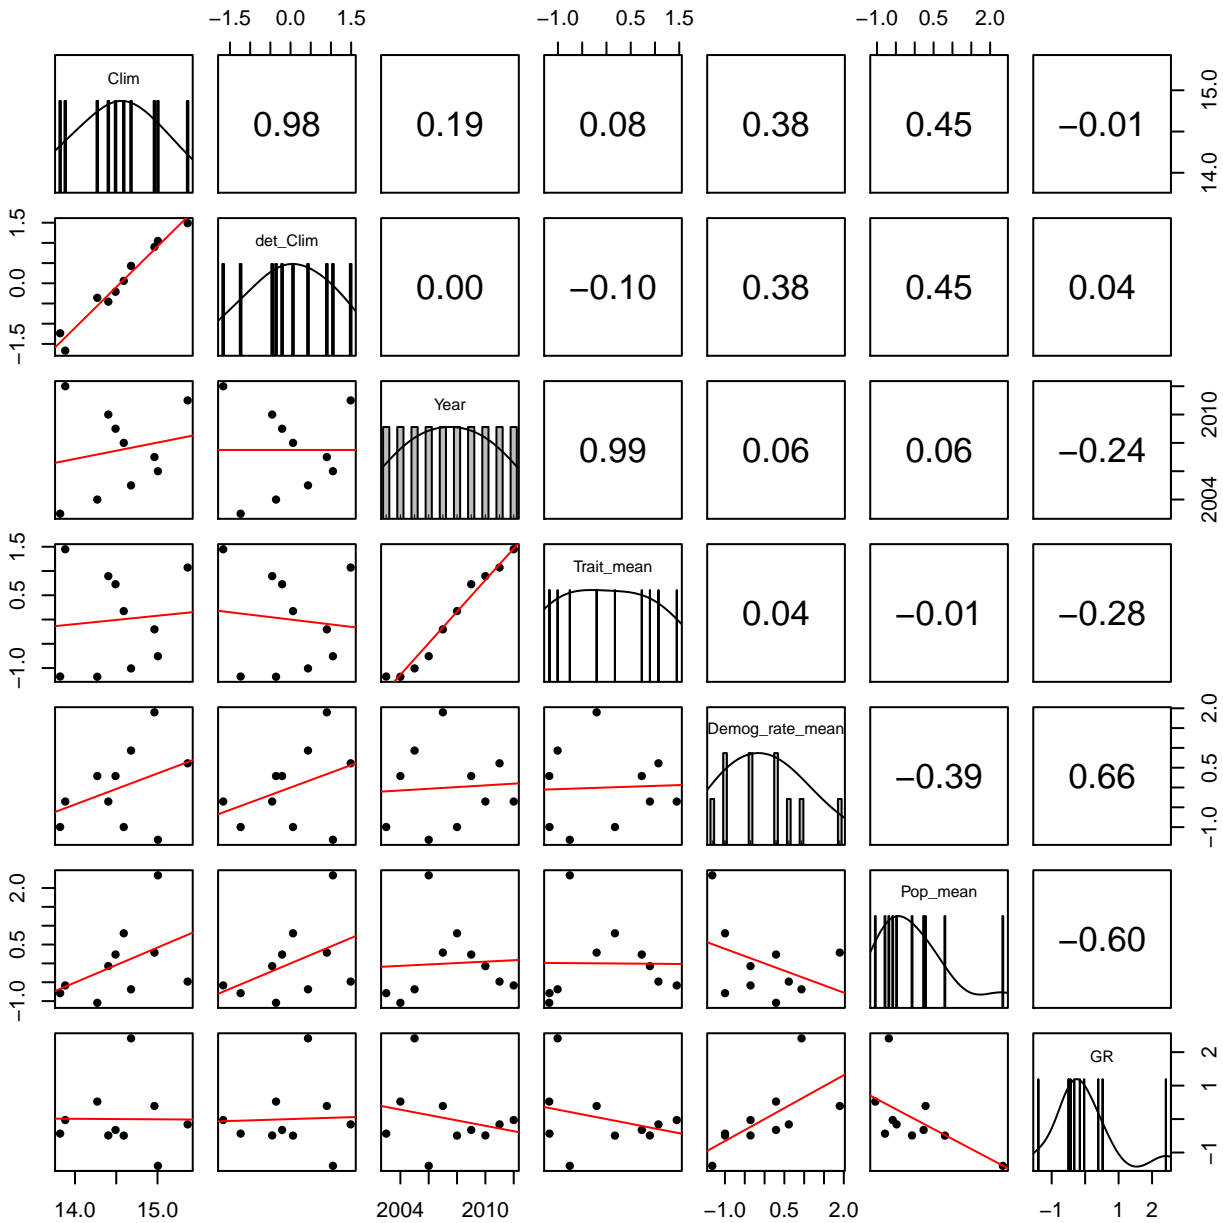 −1.5 0.0 1.5 −1.0 0.5 1.5 −1.0 0.5 2.0
Clim 0.98 0.19 0.08 0.38 0.45 −0.01 14.0 15.0
−1.5 0.0 1.5 det_Clim 0.00 −0.10 0.38 0.45 0.04
Year 0.99 0.06 0.06 −0.24 2004 2010
−1.0 0.5 1.5 Trait_mean 0.04 −0.01 −0.28
Demog_rate_mean −0.39 0.66 −1.0 0.5 2.0
−1.0 0.5 2.0 Pop_mean −0.60
GR −1 1 2
14.0 15.0 −1.5 0.0 1.5 2004 2010 −1.0 0.5 2.0 −1 1 2